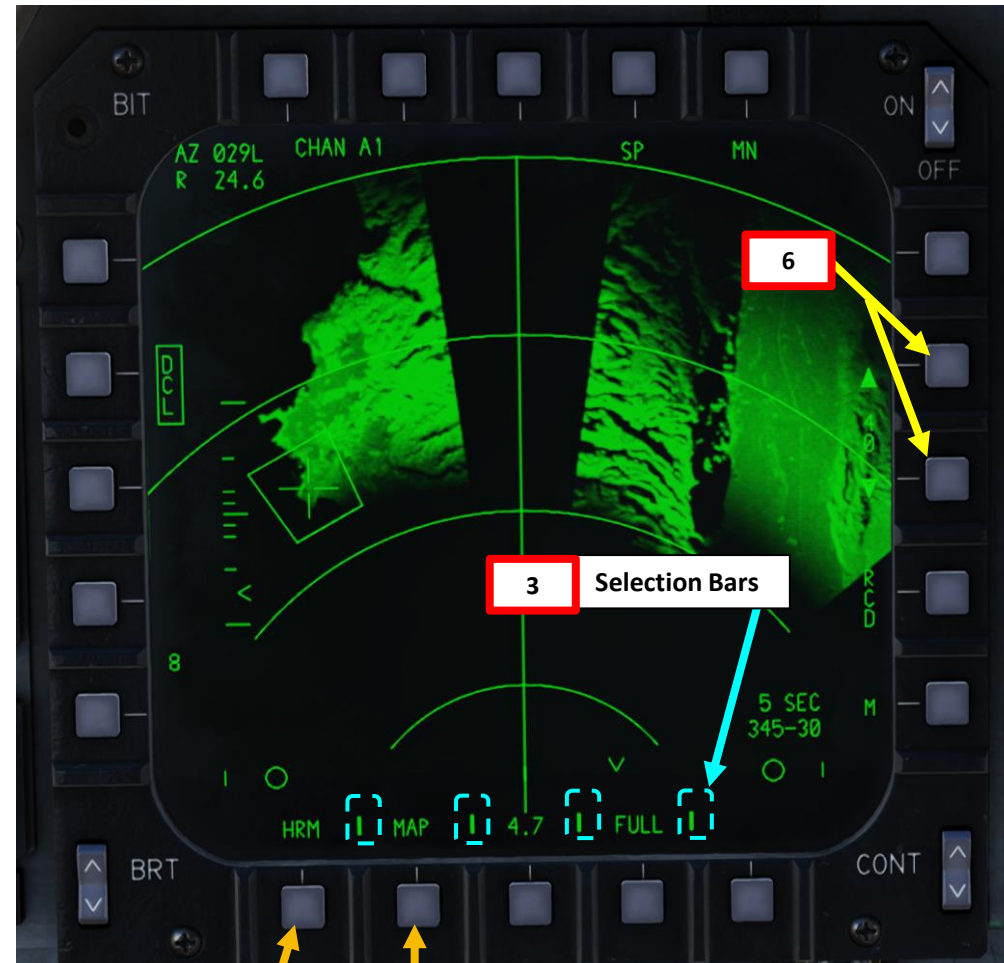 BIT
ON
OFF
AZ 029L
R 24.6
CHAN A1
SP
MN
6
DCL
40
RCD
3
Selection Bars
8
5 SEC
345-30
M
HRM
MAP
4.7
FULL
BRT
CONT